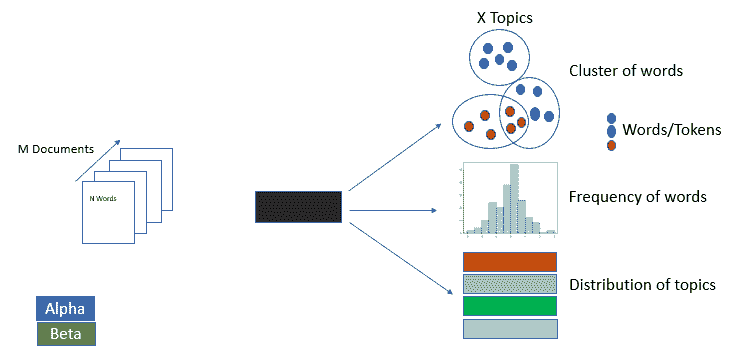 X Topics
Cluster of words
Words/Tokens
M Documents
N Words
Frequency of words
Distribution of topics
Alpha
Beta